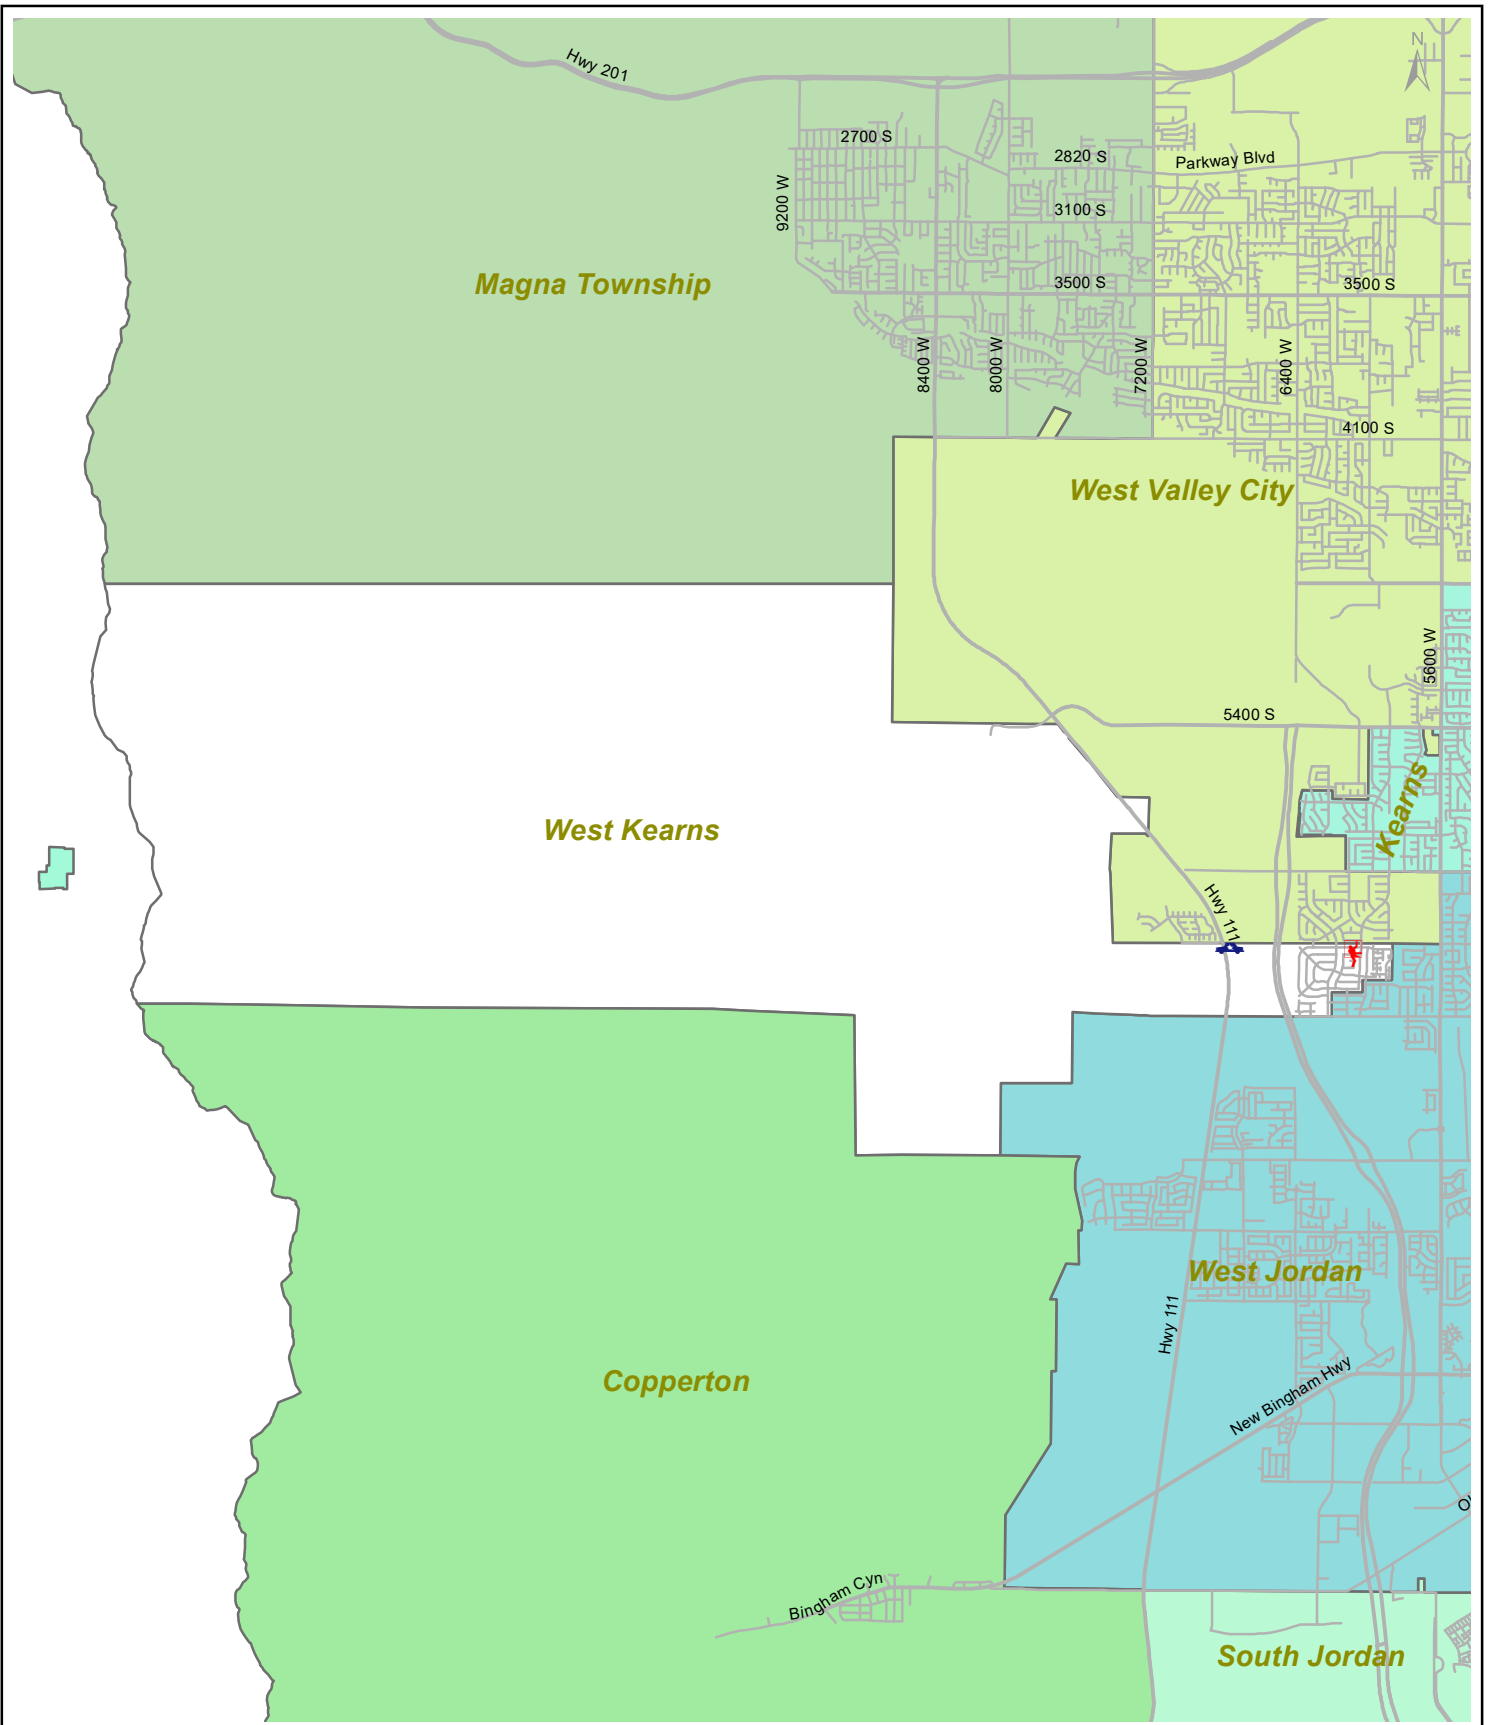 N
Hwy 201
2700 S
2820 S
Parkway Blvd
9200 W
3100 S
Magna Township
3500 S
3500 S
8400 W
8000 W
7200 W
6400 W
4100 S
West Valley City
5600 W
5400 S
Kearns
West Kearns
Hwy 111
West Jordan
Hwy 111
Copperton
New Bingham Hwy
Ol
Bingham Cyn
South Jordan